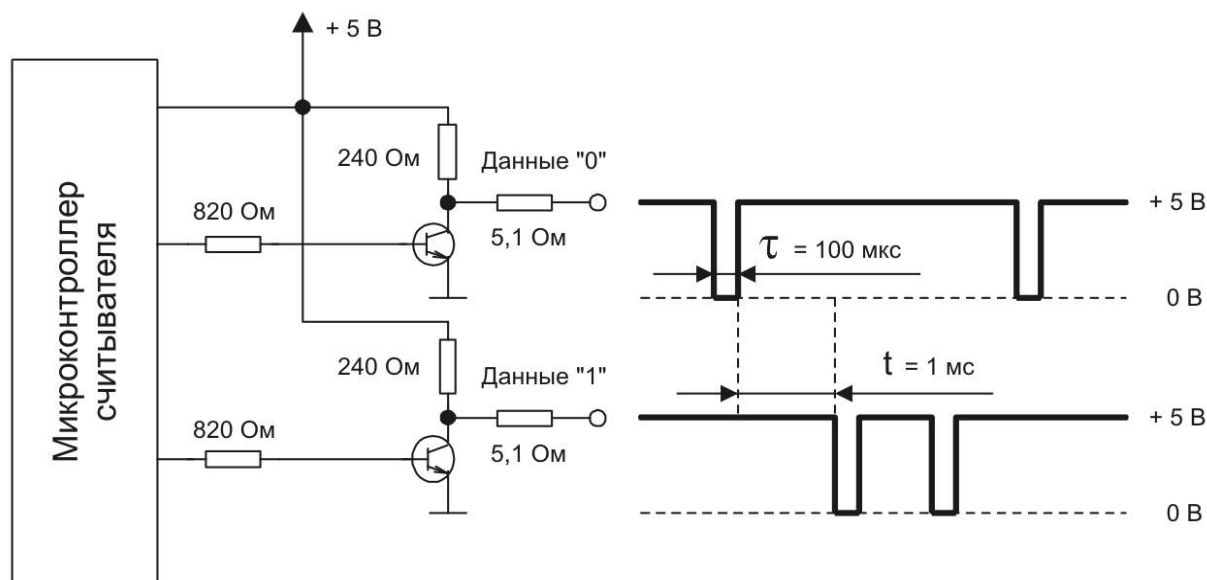 + 5 В
Микроконтроллер
считывателя
240 Ом
Данные "0"
820 Ом
5,1 Ом
+ 5 В
τ = 100 мкс
0 В
240 Ом
Данные "1"
t = 1 мс
820 Ом
5,1 Ом
+ 5 В
0 В